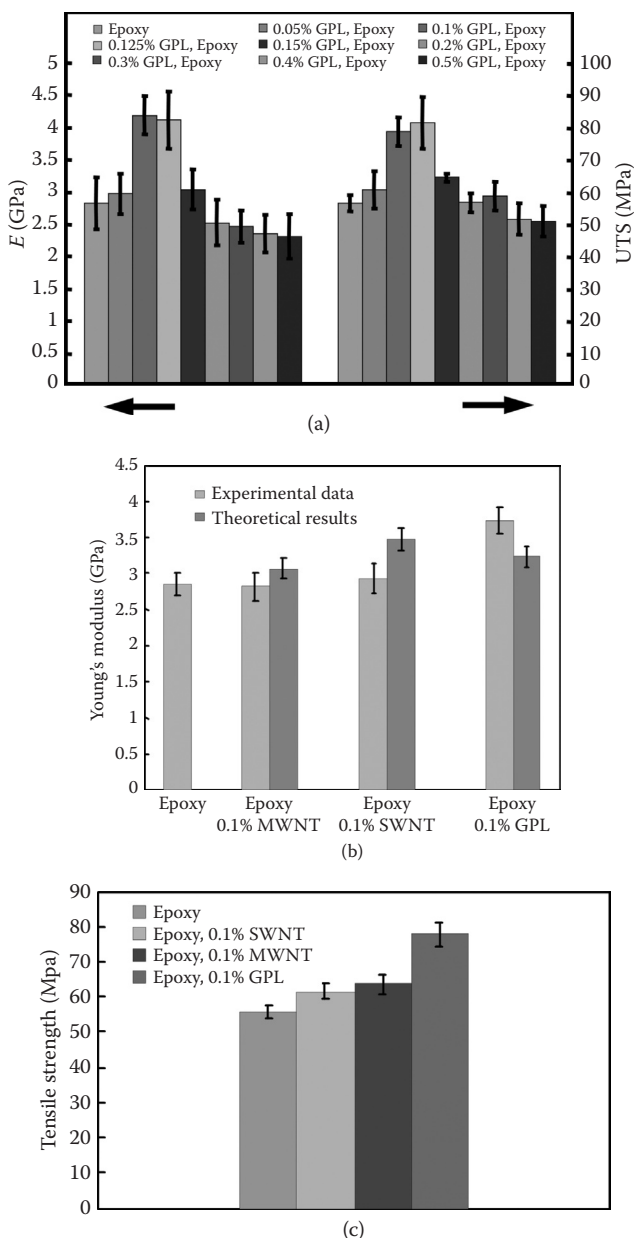 Epoxy 0.05% GPL, Epoxy 0.1% GPL, Epoxy
0.125% GPL, Epoxy 0.15% GPL, Epoxy 0.2% GPL, Epoxy
0.3% GPL, Epoxy 0.4% GPL, Epoxy 0.5% GPL, Epoxy
5
4.5
4
3.5
3
2.5
2
1.5
1
0.5
0
E (GPa)
100
90
80
70
60
50
40
30
20
10
0
UTS (MPa)
(a)
4.5
4
3.5
3
2.5
2
1.5
1
0.5
0
Young's modulus (GPa)
Experimental data
Theoretical results
Epoxy Epoxy Epoxy Epoxy
0.1% MWNT 0.1% SWNT 0.1% GPL
(b)
90
80
70
60
50
40
30
20
10
0
Tensile strength (Mpa)
Epoxy
Epoxy, 0.1% SWNT
Epoxy, 0.1% MWNT
Epoxy, 0.1% GPL
(c)